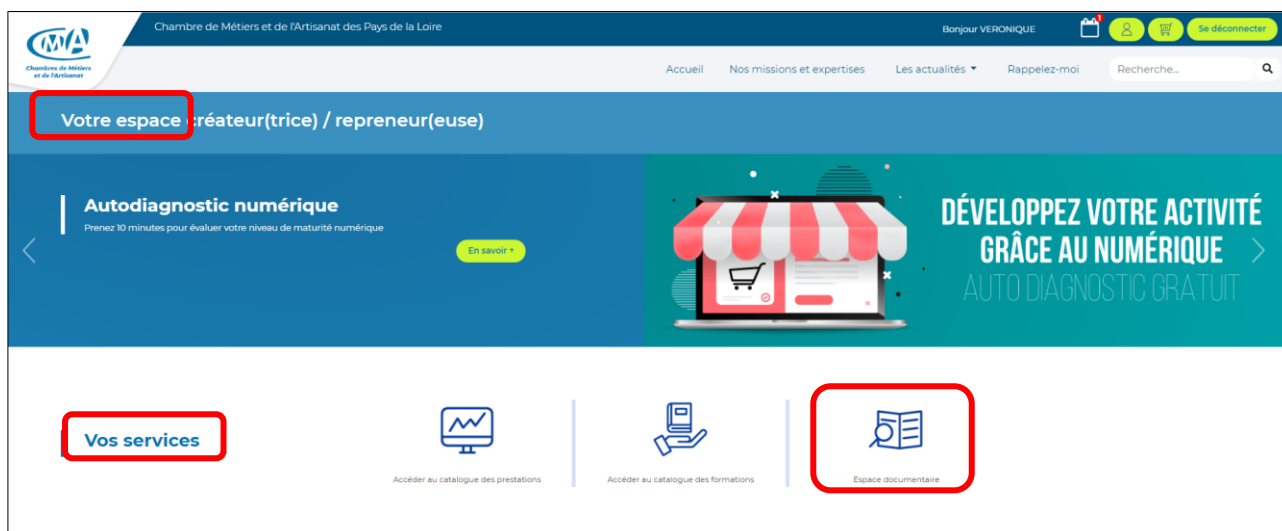 Chambre de Métiers et de l'Artisanat des Pays de la Loire
Bonjour VERONIQUE
Se déconnecter
CMA
Chambres de Métiers
et de l'Artisanat
Accueil
Nos missions et expertises
Les actualités
Rappelez-moi
Recherche...
Votre espace créateur(trice) / repreneur(euse)
Autodiagnostic numérique
Prenez 10 minutes pour évaluer votre niveau de maturité numérique
En savoir +
DÉVELOPPEZ VOTRE ACTIVITÉ
GRÂCE AU NUMÉRIQUE
AUTO DIAGNOSTIC GRATUIT
Vos services
Accéder au catalogue des prestations
Accéder au catalogue des formations
Espace documentaire